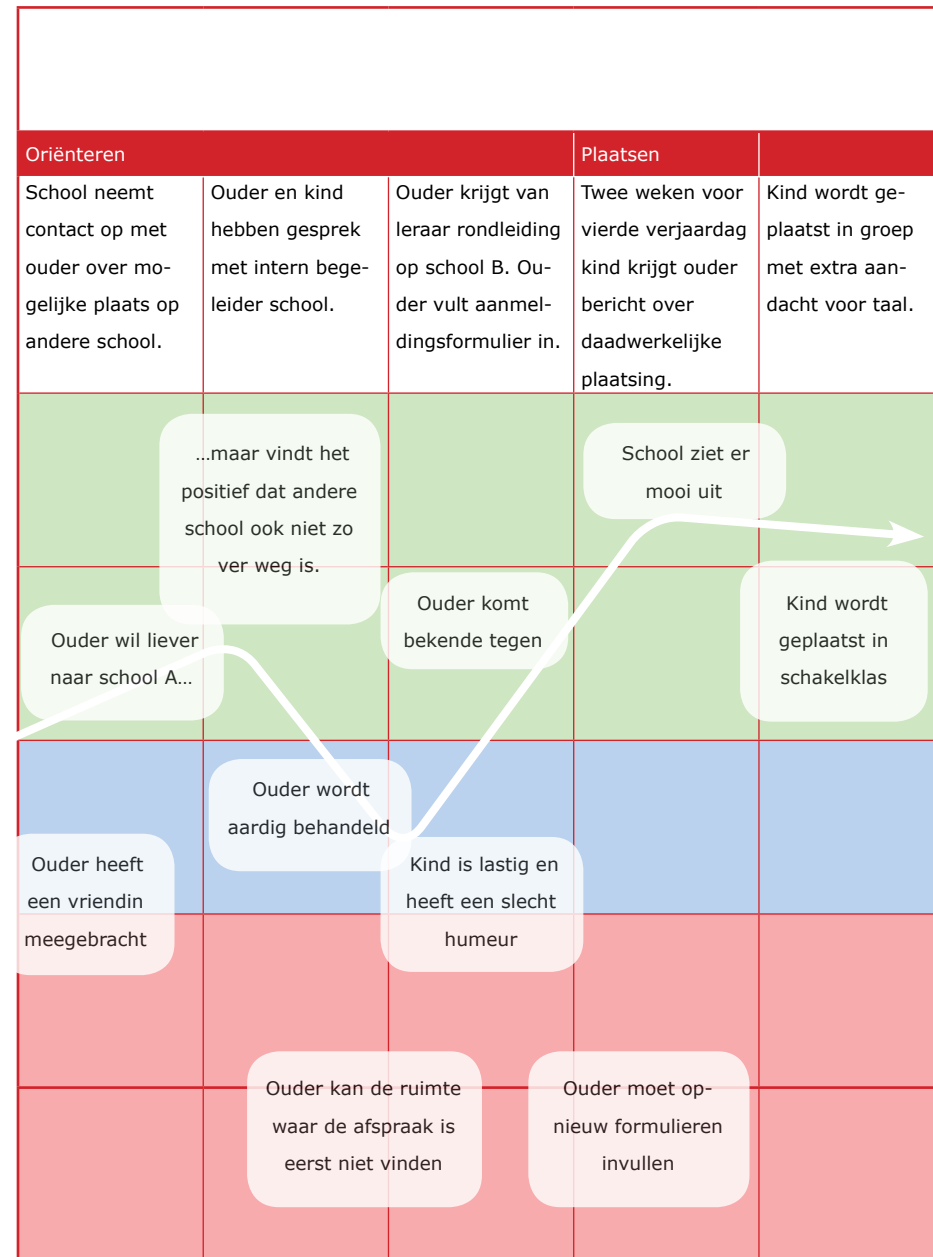 Oriënteren
Plaatsen
School neemt
contact op met
ouder over mo-
gelijke plaats op
andere school.
Ouder en kind
hebben gesprek
met intern bege-
leider school.
Ouder krijgt van
leraar rondleiding
op school B. Ou-
der vult aanmel-
dingsformulier in.
Twee weken voor
vierde verjaardag
kind krijgt ouder
bericht over
daadwerkelijke
plaatsing.
Kind wordt ge-
plaatst in groep
met extra aan-
dacht voor taal.
...maar vindt het
positief dat andere
school ook niet zo
ver weg is.
School ziet er
mooi uit
Ouder wil liever
naar school A...
Ouder komt
bekende tegen
Kind wordt
geplaatst in
schakelklas
Ouder wordt
aardig behandeld
Ouder heeft
een vriendin
meegebracht
Kind is lastig en
heeft een slecht
humeur
Ouder kan de ruimte
waar de afspraak is
eerst niet vinden
Ouder moet op-
nieuw formulieren
invullen